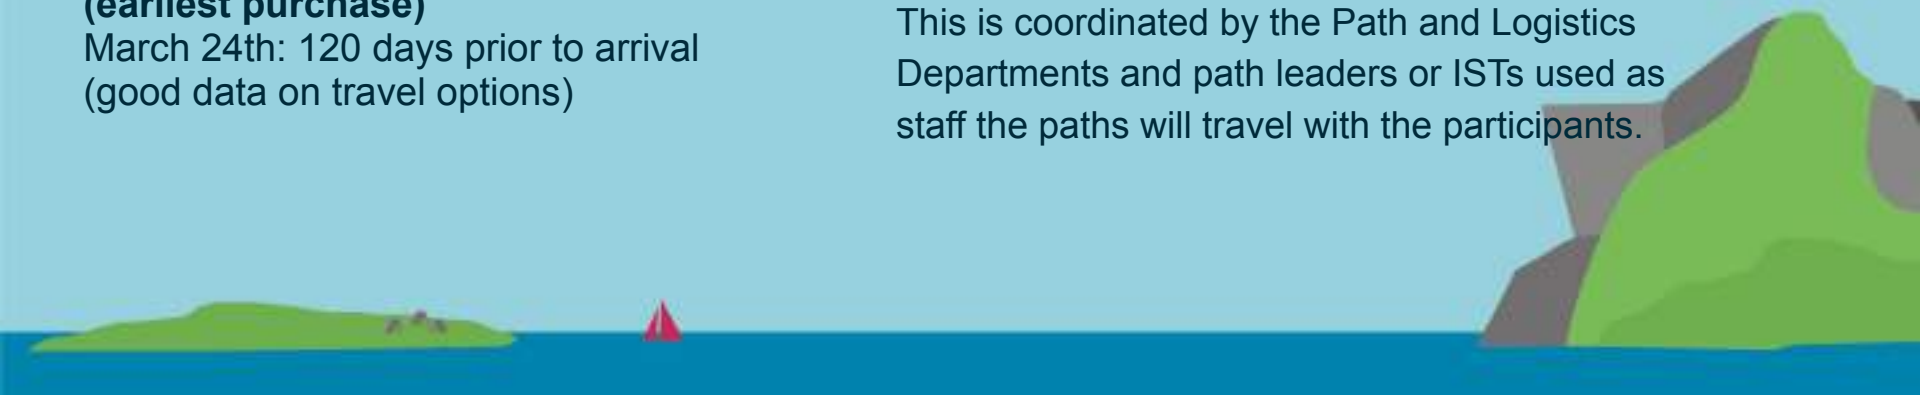 (earliest purchase)
March 24th: 120 days prior to arrival
(good data on travel options)
This is coordinated by the Path and Logistics
Departments and path leaders or ISTs used as
staff the paths will travel with the participants.